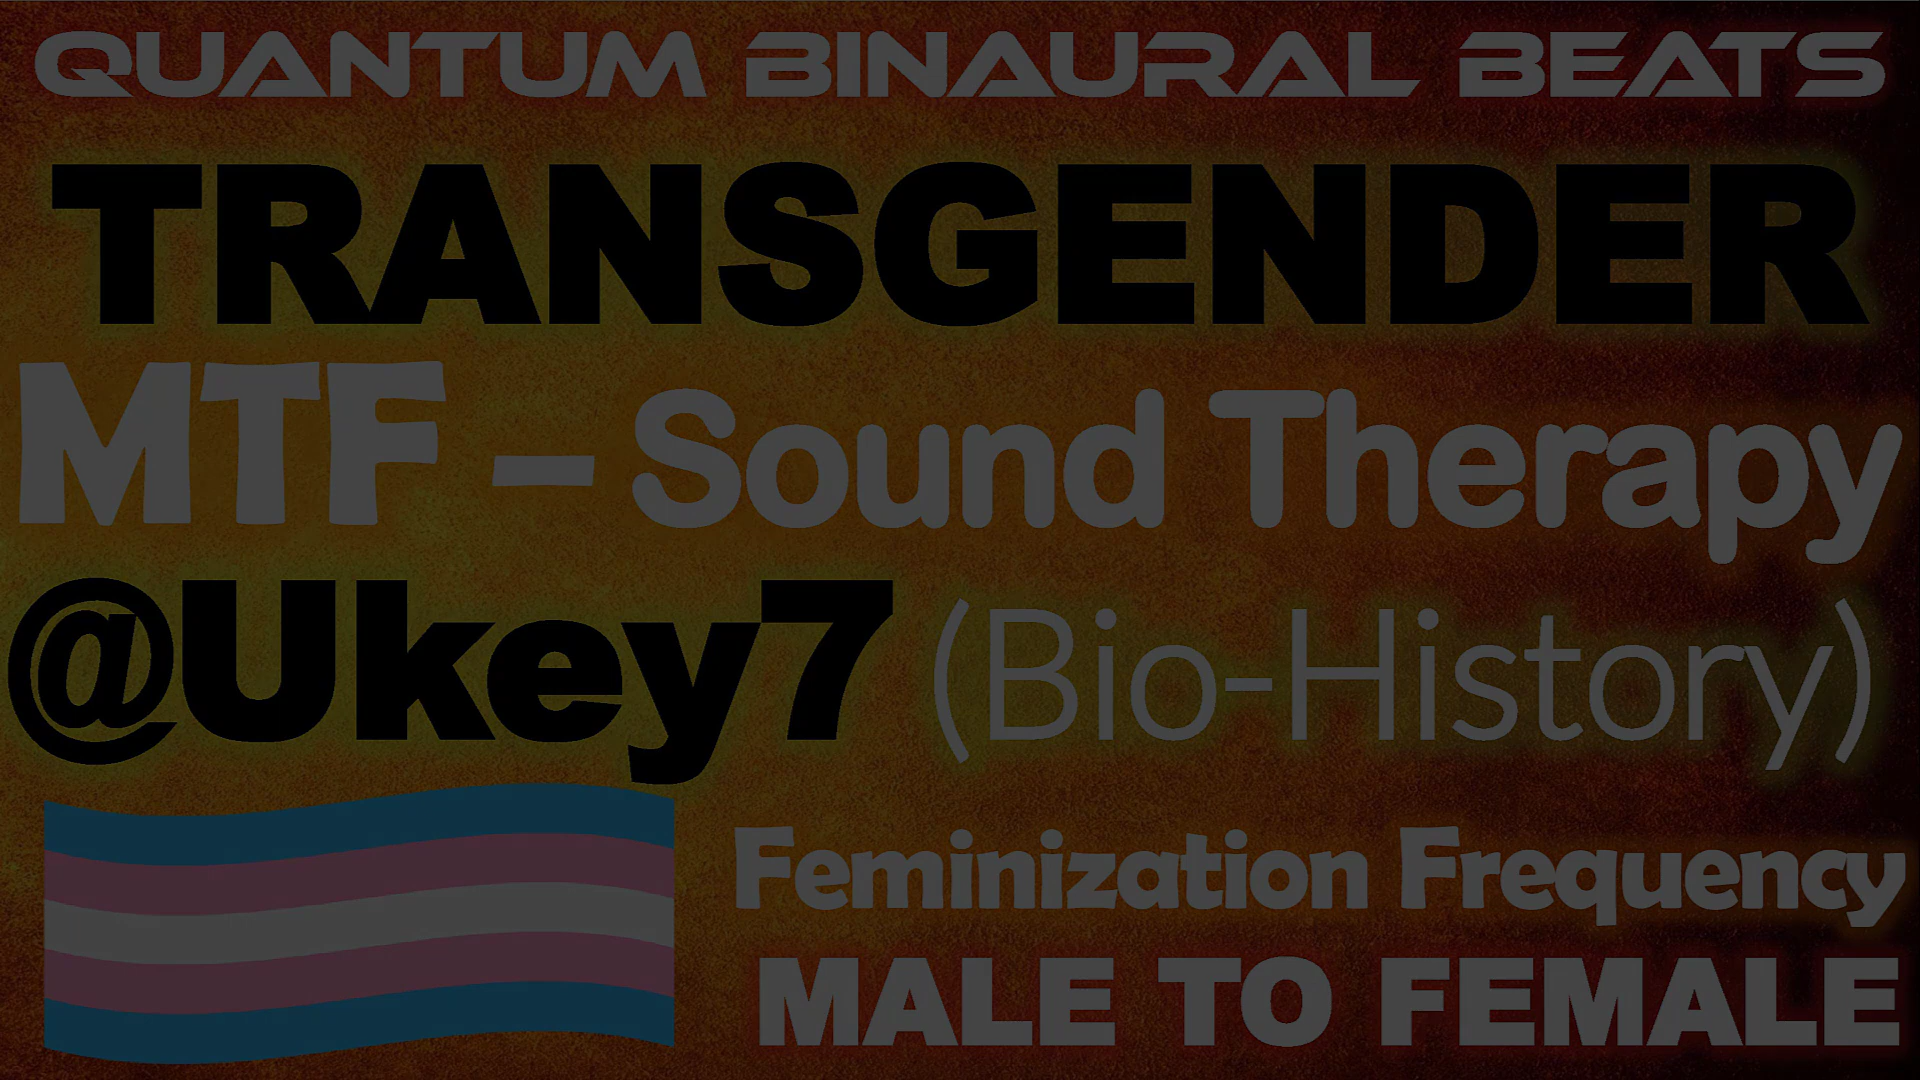 QUANTUM BINAURAL BEATS
TRANSGENDER
MTF – Sound Therapy
@Ukey7 (Bio-History)
Feminization Frequency
MALE TO FEMALE